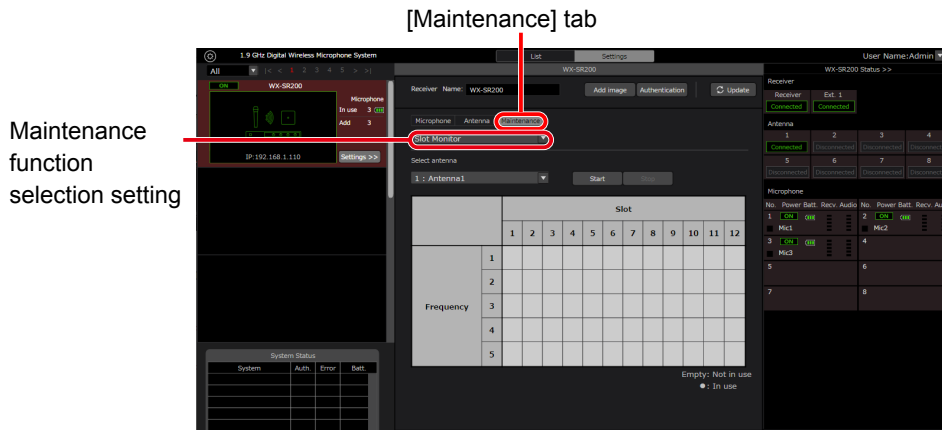 [Maintenance] tab
Maintenance
function
selection setting
1.9 GHz Digital Wireless Microphone System
List
Settings
User Name:Admin
All
|< < 1 2 3 4 5 > >|
WX-SR200
WX-SR200 Status >>
ON
WX-SR200
Microphone
In use 3
Add 3
IP:192.168.1.110
Settings >>
Receiver Name:
WX-SR200
Add image
Authentication
Update
Microphone
Antenna
Maintenance
Slot Monitor
Select antenna
1 : Antenna1
Start
Stop
Slot
1 2 3 4 5 6 7 8 9 10 11 12
Frequency
1
2
3
4
5
Empty: Not in use
●: In use
System Status
System Auth. Error Batt.
Receiver
Receiver Ext. 1
Connected Connected
Antenna
1 2 3 4
Connected Disconnected Disconnected Disconnected
5 6 7 8
Disconnected Disconnected Disconnected Disconnected
Microphone
No. Power Batt. Recv. Audio No. Power Batt. Recv. Au
1 ON 2 ON
Mic1 Mic2
3 ON 4
Mic3
5 6
7 8